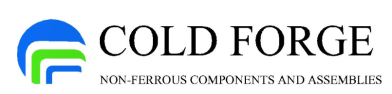 COLD FORGE
NON-FERROUS COMPONENTS AND ASSEMBLIES